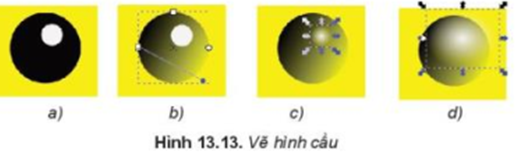 a) b) c) d)
Hình 13.13. Vẽ hình cầu